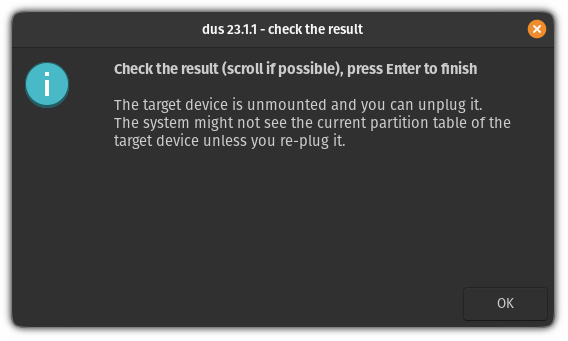 dus 23.1.1 - check the result
Check the result (scroll if possible), press Enter to finish
The target device is unmounted and you can unplug it.
The system might not see the current partition table of the
target device unless you re-plug it.
OK